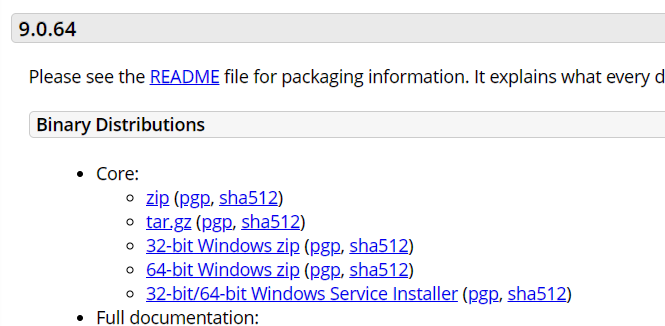 9.0.64
Please see the README file for packaging information. It explains what every d
Binary Distributions
• Core:
○ zip (pgp, sha512)
○ tar.gz (pgp, sha512)
○ 32-bit Windows zip (pgp, sha512)
○ 64-bit Windows zip (pgp, sha512)
○ 32-bit/64-bit Windows Service Installer (pgp, sha512)
• Full documentation: